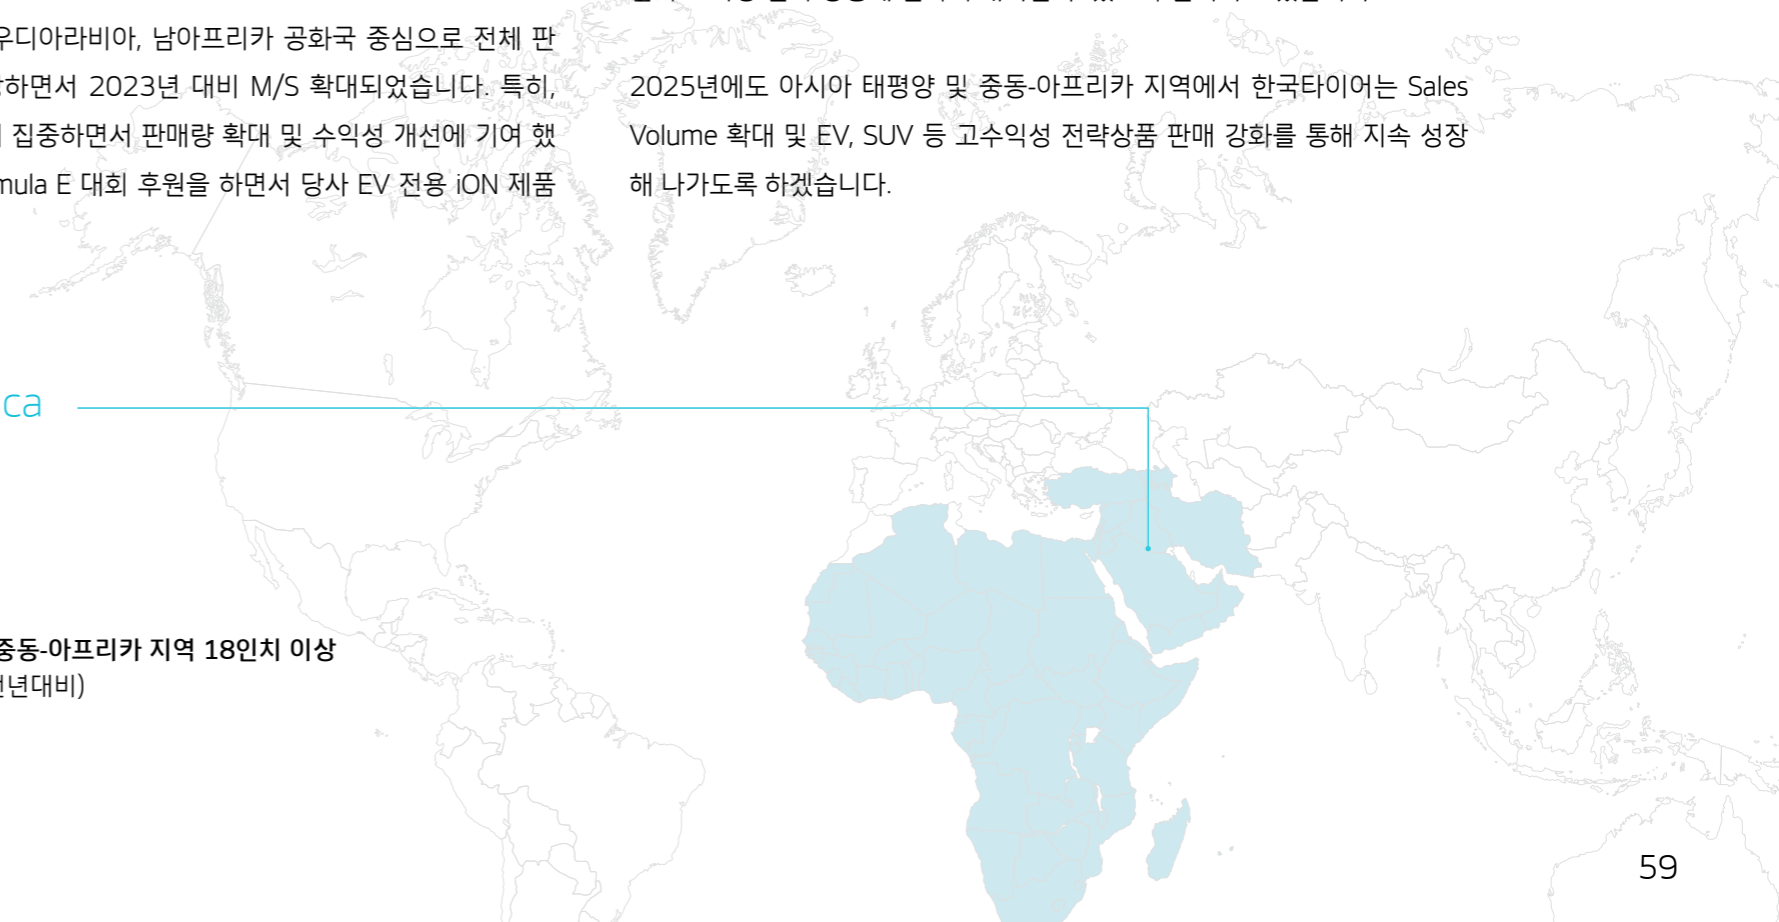 우디아라비아, 남아프리카 공화국 중심으로 전체 판
하면서 2023년 대비 M/S 확대되었습니다. 특히,
집중하면서 판매량 확대 및 수익성 개선에 기여 했
mula E 대회 후원을 하면서 당사 EV 전용 iON 제품
2025년에도 아시아 태평양 및 중동-아프리카 지역에서 한국타이어는 Sales
Volume 확대 및 EV, SUV 등 고수익성 전략상품 판매 강화를 통해 지속 성장
해 나가도록 하겠습니다.
ca
중동-아프리카 지역 18인치 이상
전년대비)
59